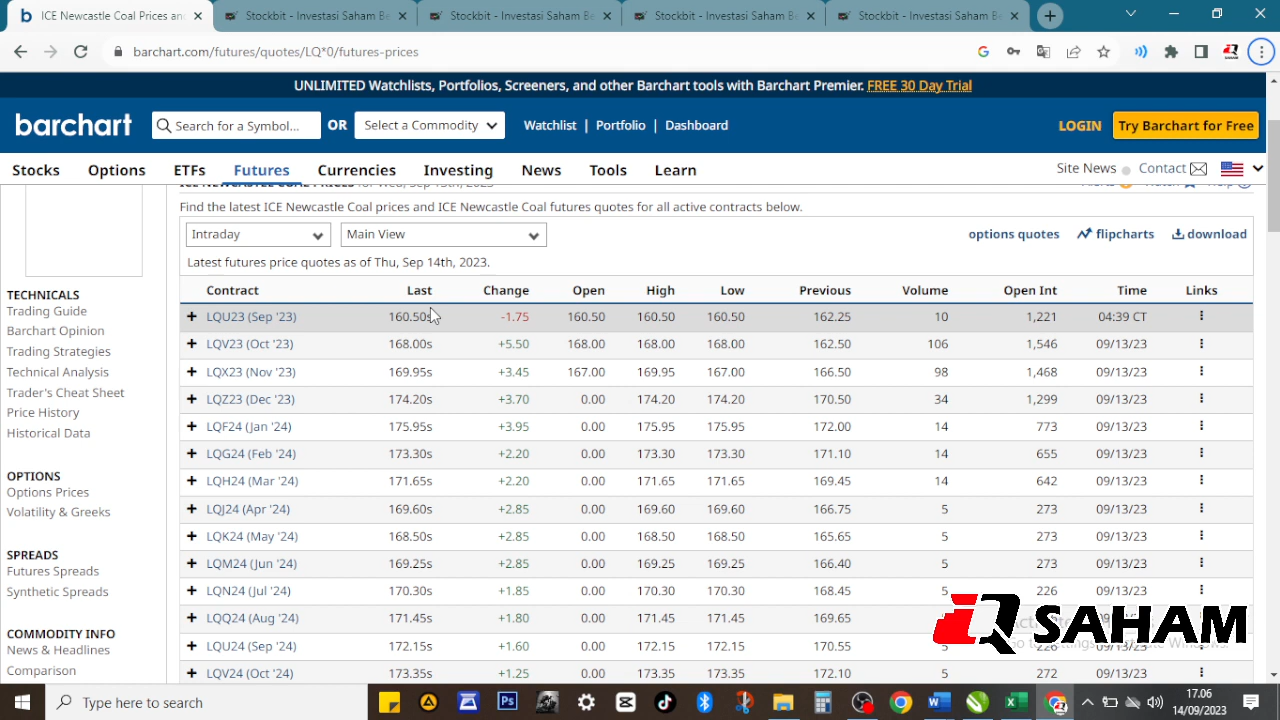 ICE Newcastle Coal Prices and
Stockbit - Investasi Saham Be
Stockbit - Investasi Saham Be
Stockbit - Investasi Saham Be
Stockbit - Investasi Saham Be
barchart.com/futures/quotes/LQ*0/futures-prices
UNLIMITED Watchlists, Portfolios, Screeners, and other Barchart tools with Barchart Premier. FREE 30 Day Trial
barchart Search for a Symbol... OR Select a Commodity Watchlist | Portfolio | Dashboard LOGIN Try Barchart for Free
Stocks Options ETFs Futures Currencies Investing News Tools Learn Site News Contact
ICE NEWCASTLE COAL PRICES for Wed, Sep 13th, 2023 Alerts Watch Help
Find the latest ICE Newcastle Coal prices and ICE Newcastle Coal futures quotes for all active contracts below.
Intraday Main View options quotes flipcharts download
Latest futures price quotes as of Thu, Sep 14th, 2023.
Contract Last Change Open High Low Previous Volume Open Int Time Links
LQU23 (Sep '23) 160.50s -1.75 160.50 160.50 160.50 162.25 10 1,221 04:39 CT
LQV23 (Oct '23) 168.00s +5.50 168.00 168.00 168.00 162.50 106 1,546 09/13/23
LQX23 (Nov '23) 169.95s +3.45 167.00 169.95 169.95 166.50 98 1,468 09/13/23
LQZ23 (Dec '23) 174.20s +3.70 0.00 174.20 174.20 170.50 34 1,299 09/13/23
LQF24 (Jan '24) 175.95s +3.95 0.00 175.95 175.95 172.00 14 773 09/13/23
LQG24 (Feb '24) 173.30s +2.20 0.00 173.30 173.30 171.10 14 655 09/13/23
LQH24 (Mar '24) 171.65s +2.20 0.00 171.65 171.65 169.45 14 642 09/13/23
LQJ24 (Apr '24) 169.60s +2.85 0.00 169.60 169.60 166.75 5 273 09/13/23
LQK24 (May '24) 168.50s +2.85 0.00 168.50 168.50 165.65 5 273 09/13/23
LQM24 (Jun '24) 169.25s +2.85 0.00 169.25 169.25 166.40 5 273 09/13/23
LQN24 (Jul '24) 170.30s +1.85 0.00 170.30 170.30 168.45 5 226 09/13/23
LQQ24 (Aug '24) 171.45s +1.80 0.00 171.45 171.45 169.65
LQU24 (Sep '24) 172.15s +1.60 0.00 172.15 172.15 170.55 5 226
LQV24 (Oct '24) 173.35s +1.25 0.00 173.35 173.35 172.10 5 272 09/13/23
TECHNICALS
Trading Guide
Barchart Opinion
Trading Strategies
Technical Analysis
Trader's Cheat Sheet
Price History
Historical Data
OPTIONS
Options Prices
Volatility & Greeks
SPREADS
Futures Spreads
Synthetic Spreads
COMMODITY INFO
News & Headlines
Comparison
IQ SAHAM
Type here to search
17.06
14/09/2023